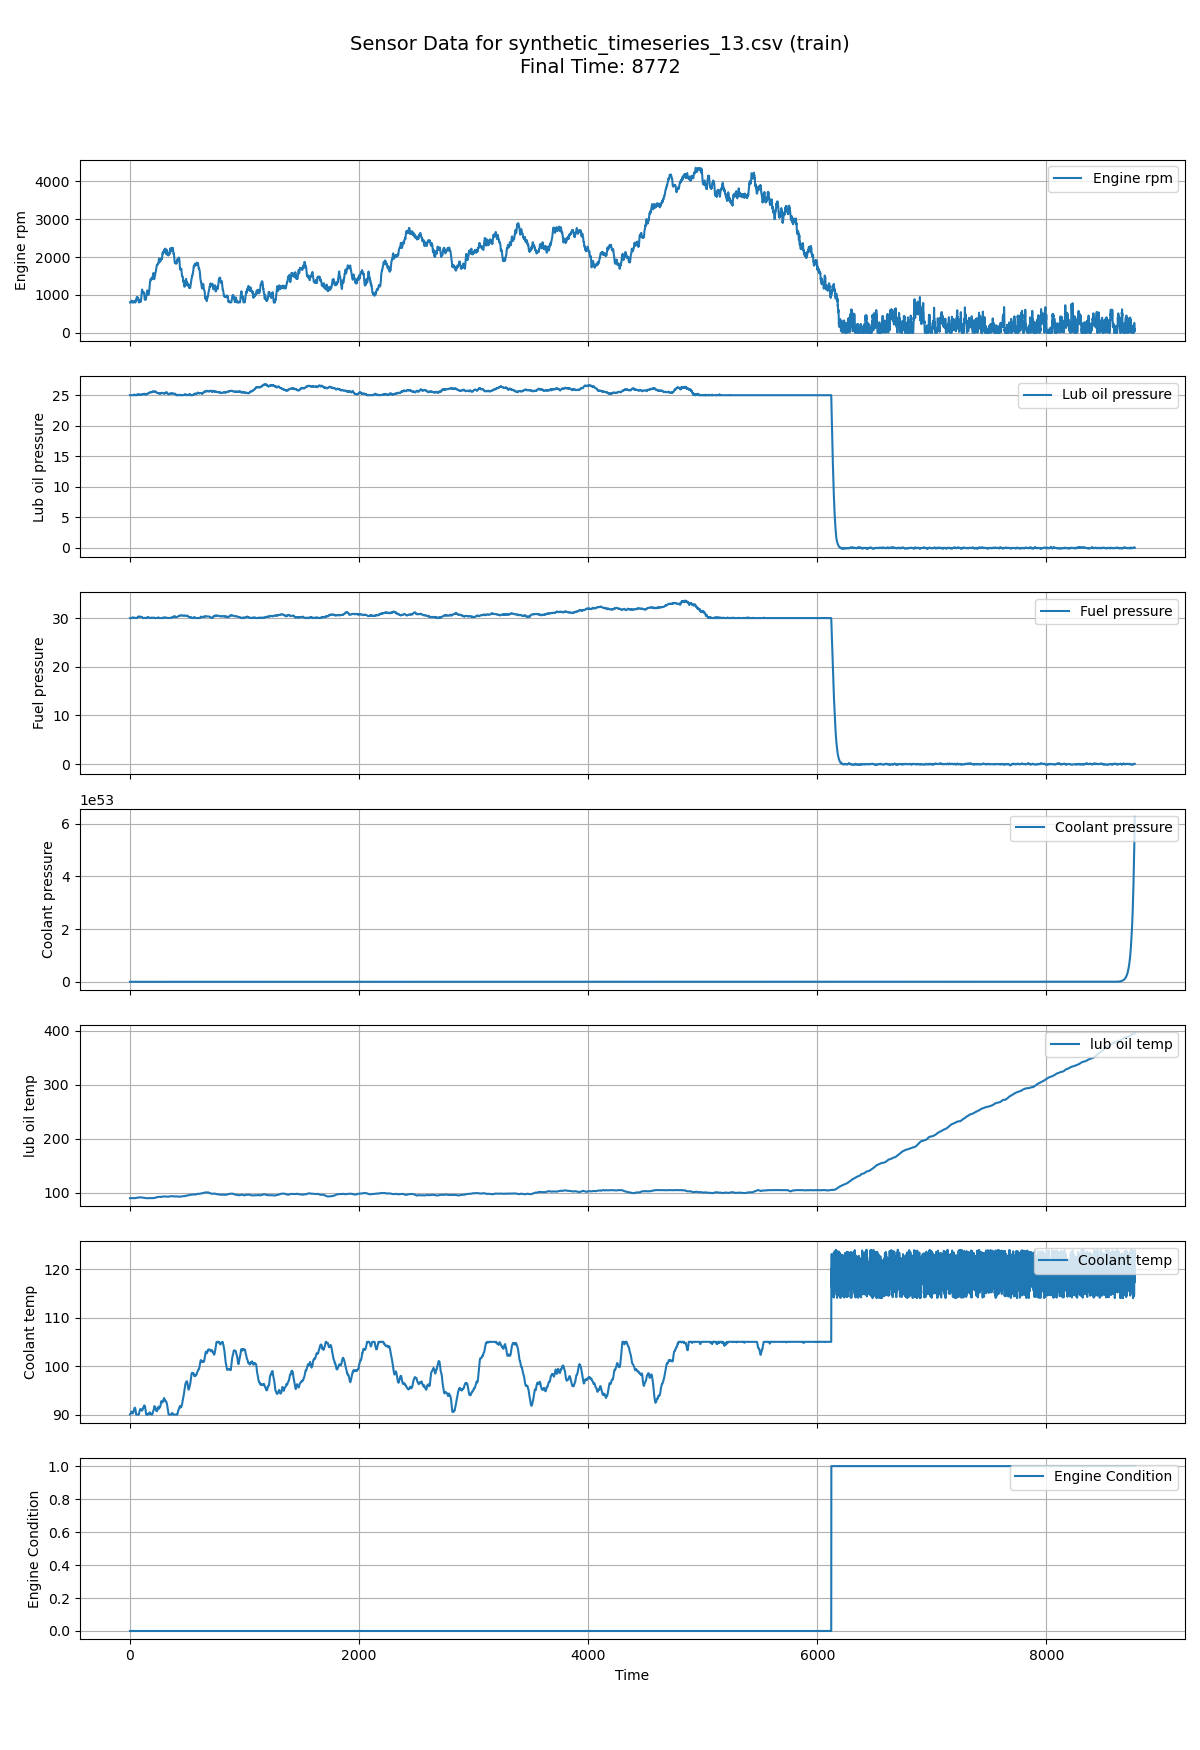 Sensor Data for synthetic_timeseries_13.csv (train)
Final Time: 8772
Engine rpm
4000
3000
2000
1000
0
Engine rpm
Lub oil pressure
25
20
15
10
5
0
Lub oil pressure
Fuel pressure
30
20
10
0
Fuel pressure
1e53
Coolant pressure
6
4
2
0
Coolant pressure
lub oil temp
400
300
200
100
lub oil temp
Coolant temp
120
110
100
90
Coolant temp
Engine Condition
1.0
0.8
0.6
0.4
0.2
0.0
Engine Condition
0 2000 4000 6000 8000
Time